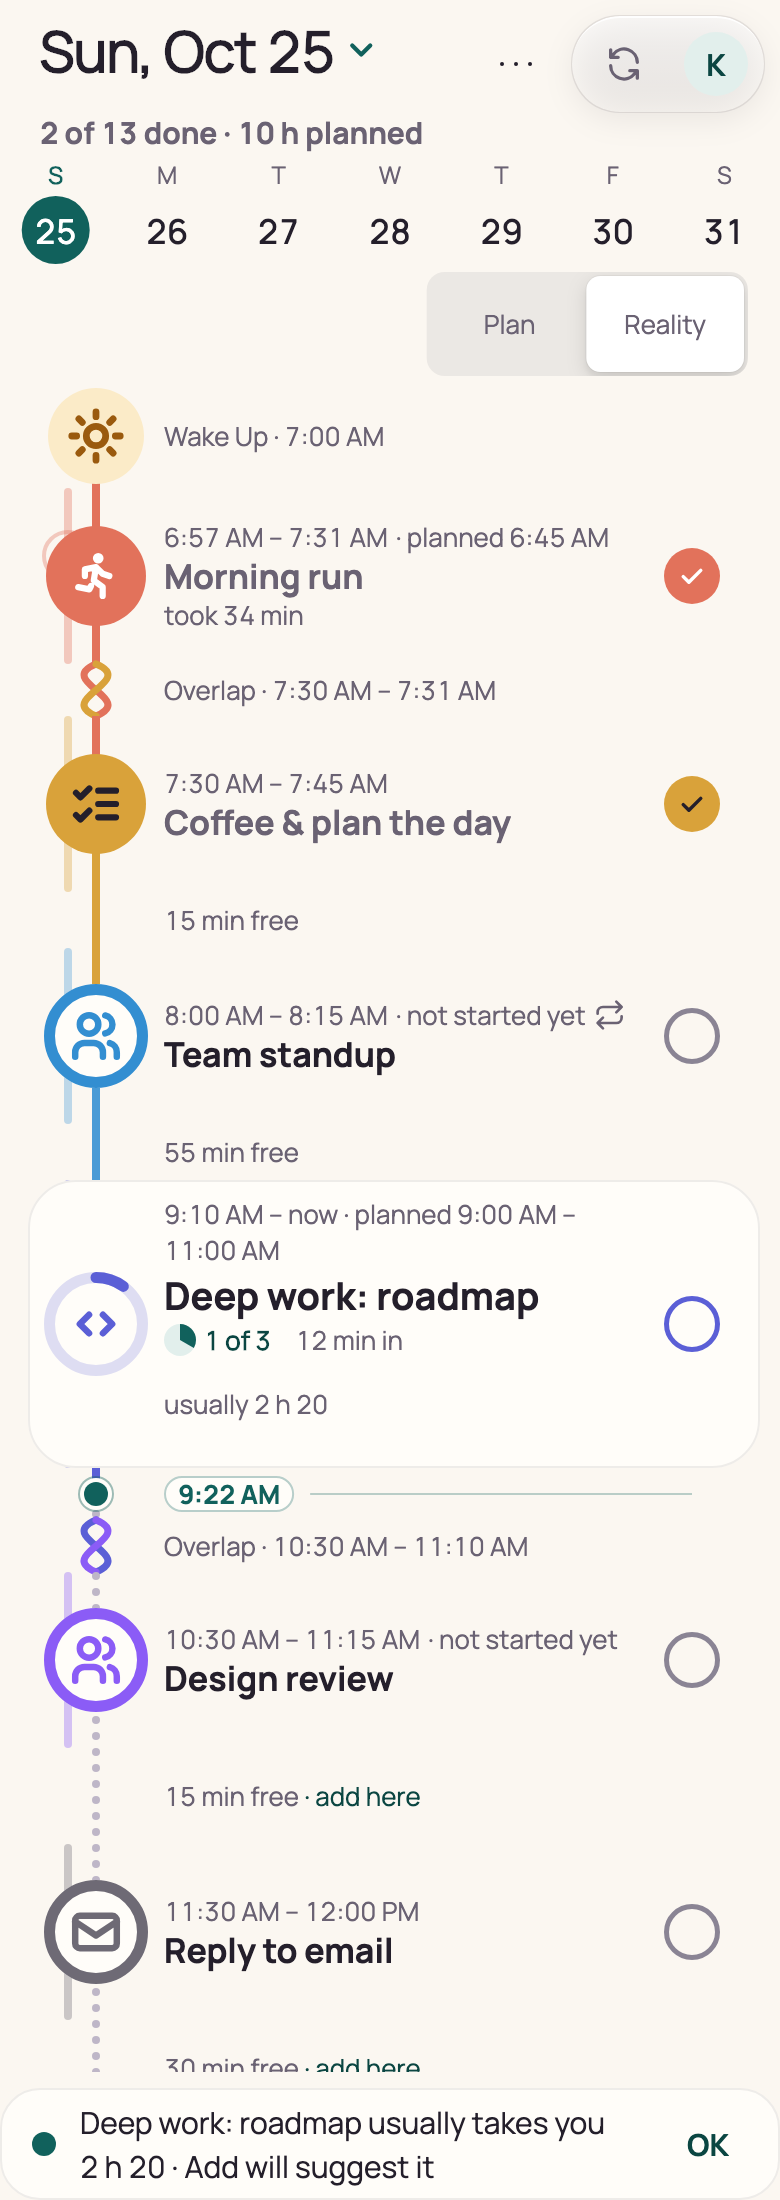 Sun, Oct 25
...
K
2 of 13 done · 10 h planned
S M T W T F S
25 26 27 28 29 30 31
Plan Reality
Wake Up · 7:00 AM
6:57 AM – 7:31 AM · planned 6:45 AM
Morning run
took 34 min
Overlap · 7:30 AM – 7:31 AM
7:30 AM – 7:45 AM
Coffee & plan the day
15 min free
8:00 AM – 8:15 AM · not started yet
Team standup
55 min free
9:10 AM – now · planned 9:00 AM –
11:00 AM
Deep work: roadmap
1 of 3 12 min in
usually 2 h 20
9:22 AM
Overlap · 10:30 AM – 11:10 AM
10:30 AM – 11:15 AM · not started yet
Design review
15 min free · add here
11:30 AM – 12:00 PM
Reply to email
30 min free · add here
Deep work: roadmap usually takes you
2 h 20 · Add will suggest it
OK